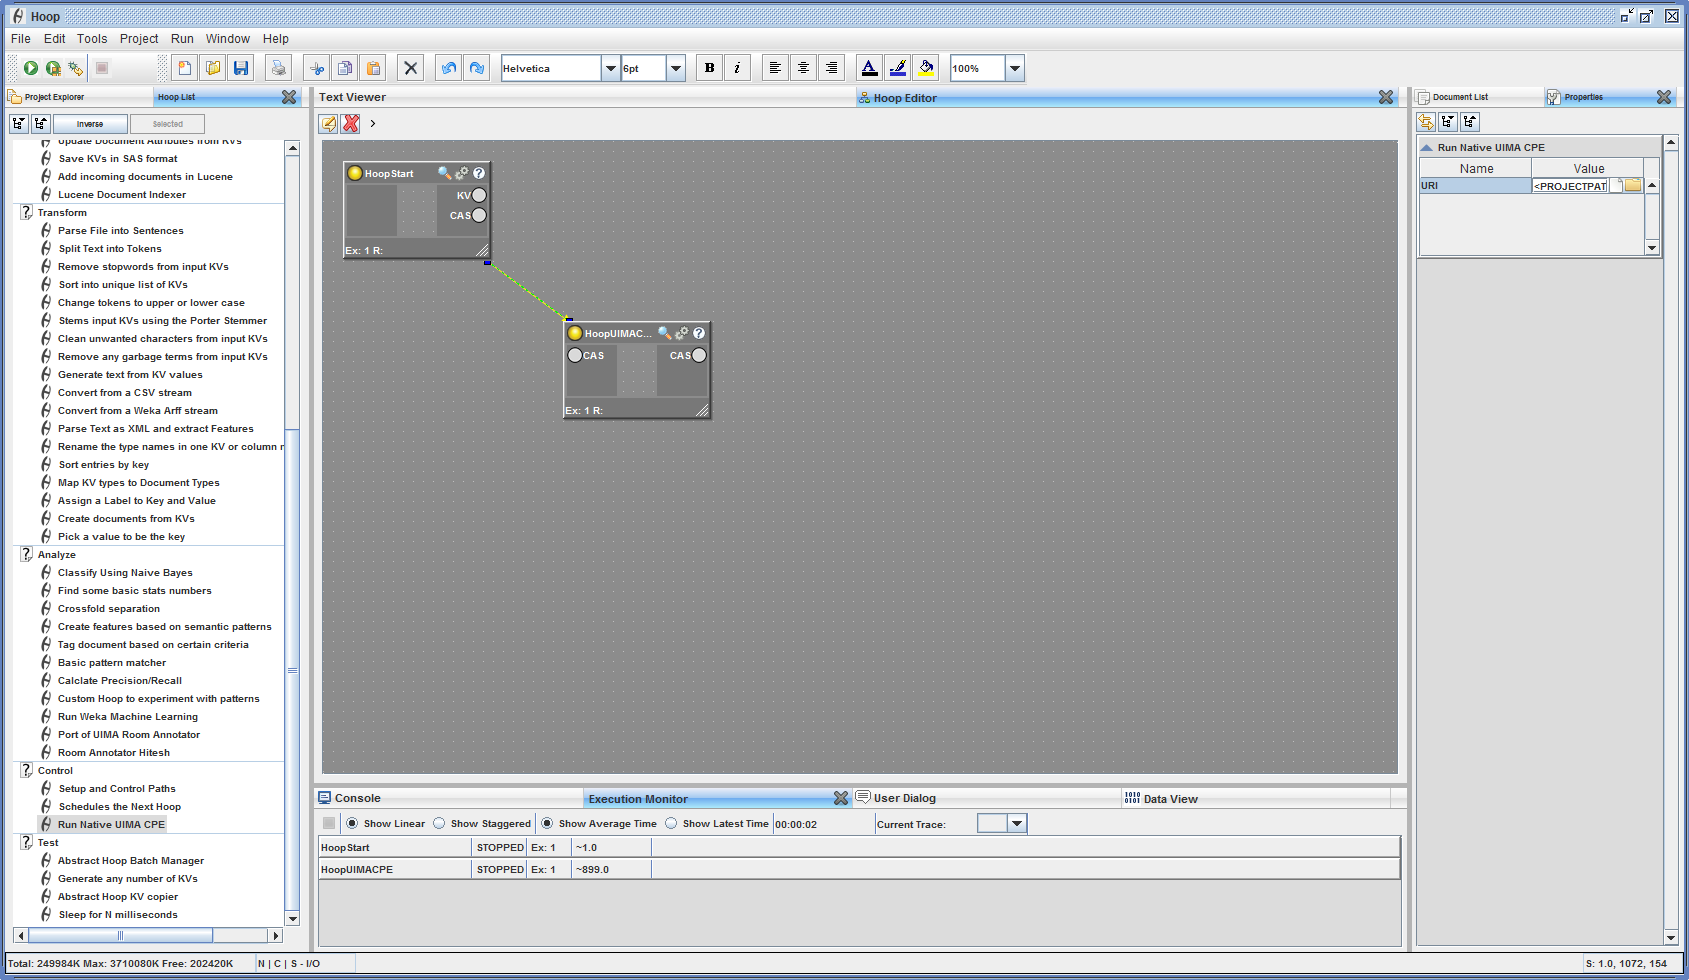 Hoop
File Edit Tools Project Run Window Help
Helvetica 6pt B i A 100%
Project Explorer Hoop List
Inverse Selected
Update Document Attributes from KVs
Save KVs in SAS format
Add incoming documents in Lucene
Lucene Document Indexer
Transform
Parse File into Sentences
Split Text into Tokens
Remove stopwords from input KVs
Sort into unique list of KVs
Change tokens to upper or lower case
Stems input KVs using the Porter Stemmer
Clean unwanted characters from input KVs
Remove any garbage terms from input KVs
Generate text from KV values
Convert from a CSV stream
Convert from a Weka Arff stream
Parse Text as XML and extract Features
Rename the type names in one KV or column r
Sort entries by key
Map KV types to Document Types
Assign a Label to Key and Value
Create documents from KVs
Pick a value to be the key
Analyze
Classify Using Naive Bayes
Find some basic stats numbers
Crossfold separation
Create features based on semantic patterns
Tag document based on certain criteria
Basic pattern matcher
Calclate Precision/Recall
Custom Hoop to experiment with patterns
Run Weka Machine Learning
Port of UIMA Room Annotator
Room Annotator Hitesh
Control
Setup and Control Paths
Schedules the Next Hoop
Run Native UIMA CPE
Test
Abstract Hoop Batch Manager
Generate any number of KVs
Abstract Hoop KV copier
Sleep for N milliseconds
Text Viewer Hoop Editor
>
HoopStart ?
KV
CAS
Ex: 1 R:
HoopUIMAC... ?
CAS CAS
Ex: 1 R:
Console Execution Monitor User Dialog Data View
Show Linear Show Staggered Show Average Time Show Latest Time 00:00:02 Current Trace:
HoopStart STOPPED Ex: 1 ~1.0
HoopUIMACPE STOPPED Ex: 1 ~899.0
Document List Properties
Run Native UIMA CPE
Name Value
URI <PROJECTPAT
Total: 249984K Max: 3710080K Free: 202420K N | C | S - I/O S: 1.0, 1072, 154